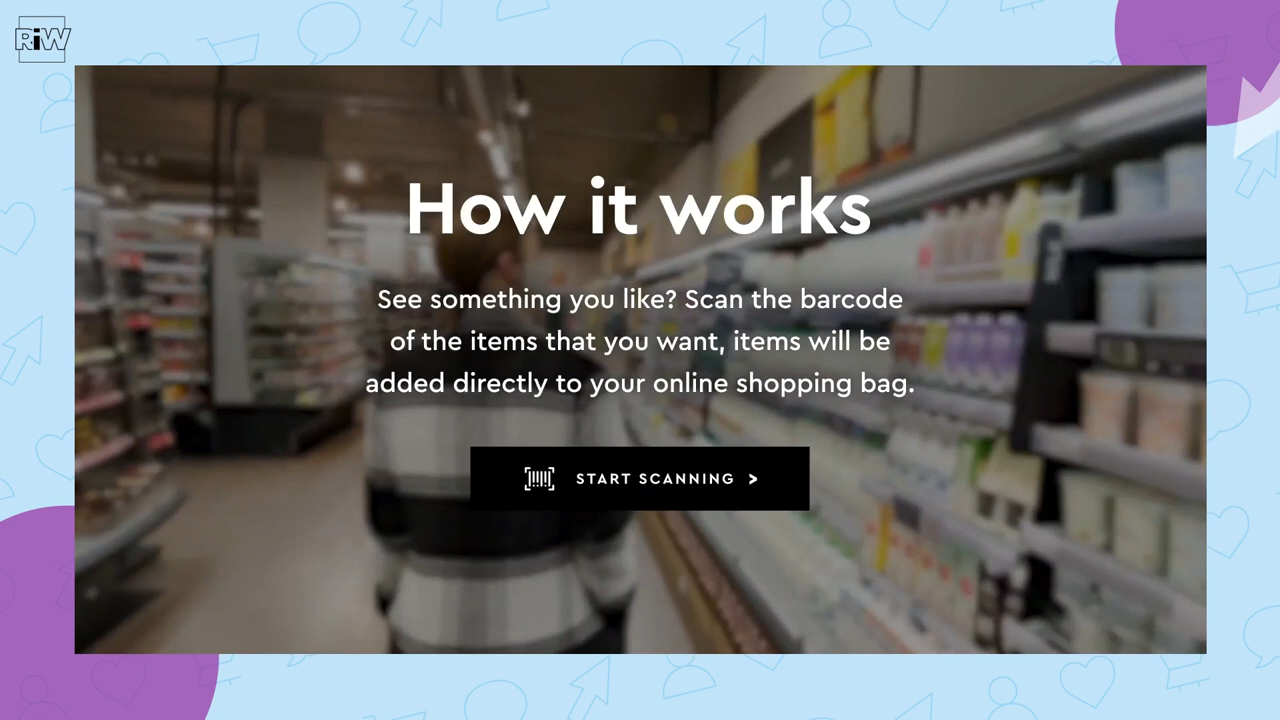 RiW
How it works
See something you like? Scan the barcode
of the items that you want, items will be
added directly to your online shopping bag.
START SCANNING >